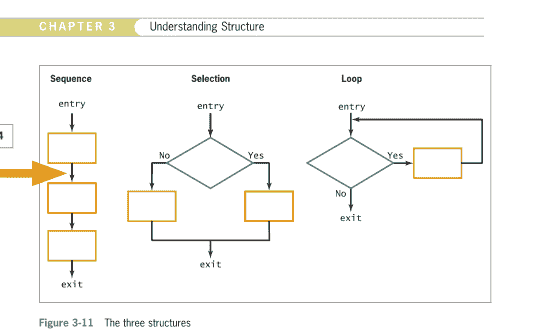 CHAPTER 3 Understanding Structure
Sequence Selection Loop
entry entry entry
4
No Yes Yes
No
exit
exit
exit
Figure 3-11 The three structures